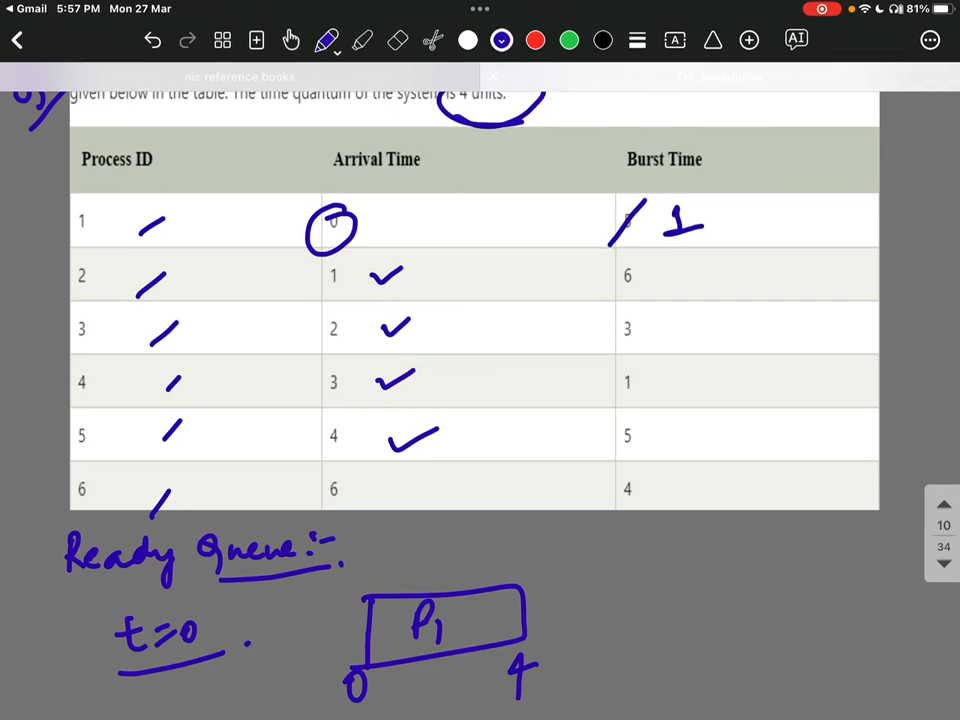 Gmail 5:57 PM Mon 27 Mar 81%
AI
nic reference books
OS_scheduling
given below in the table. The time quantum of the system is 4 units.
Process ID Arrival Time Burst Time
1 0 5 1
2 1 6
3 2 3
4 3 1
5 4 5
6 6 4
Ready Queue :-
t=0 P1
0 4
10
34